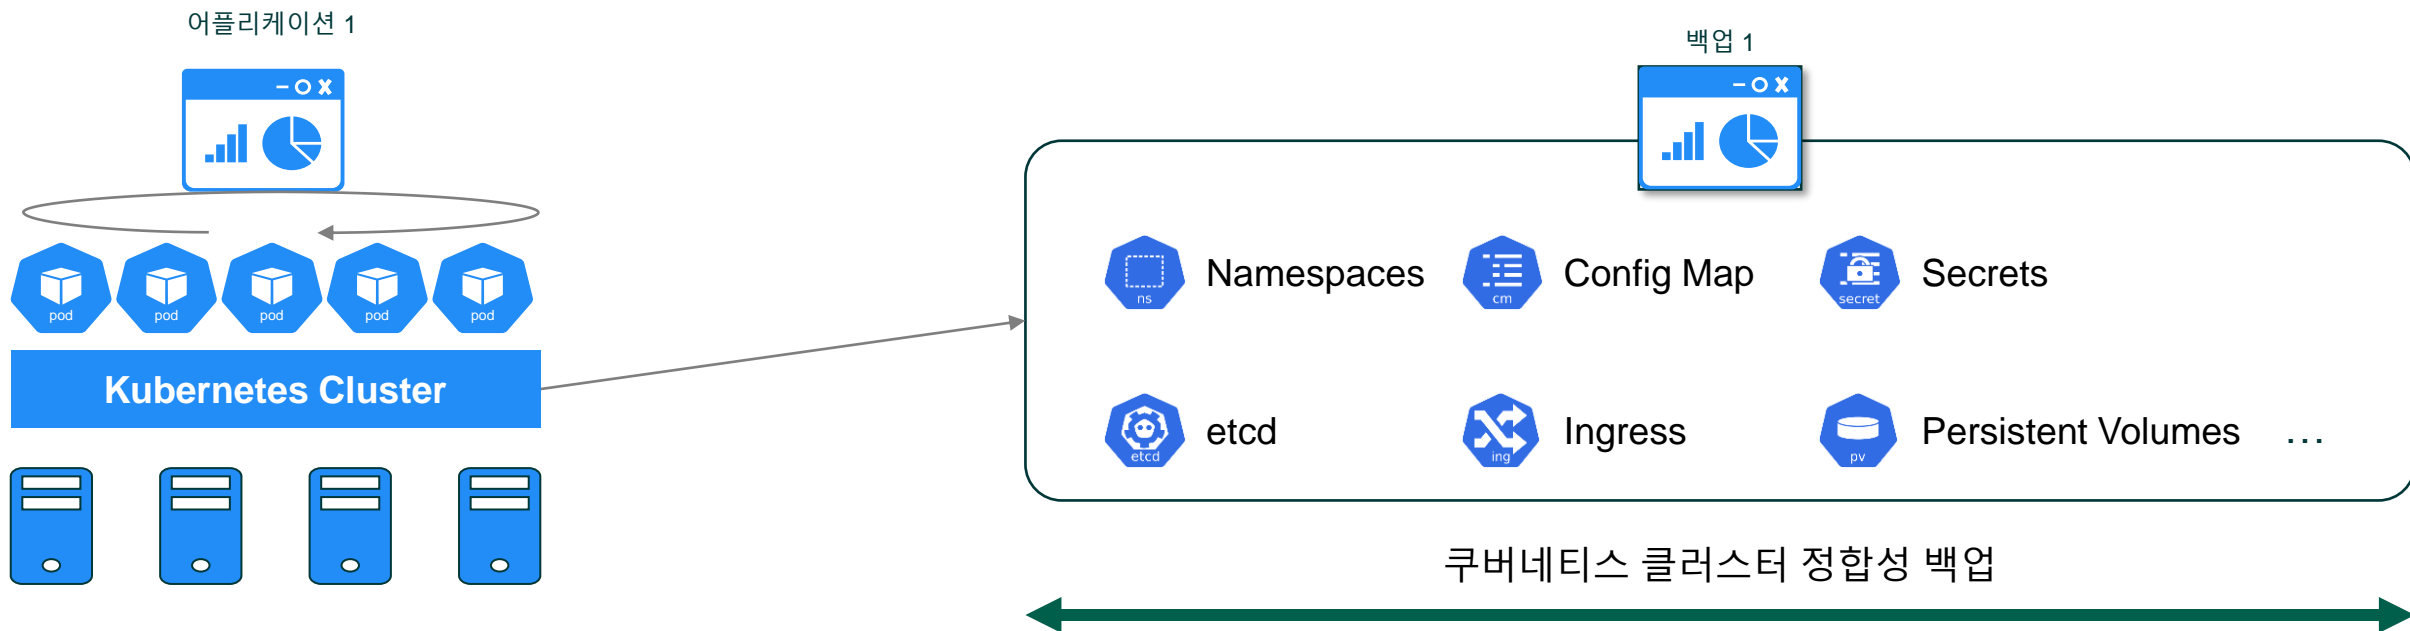 어플리케이션 1
백업 1
pod pod pod pod pod
Kubernetes Cluster
ns Namespaces
cm Config Map
secret Secrets
etcd etcd
ing Ingress
pv Persistent Volumes ...
쿠버네티스 클러스터 정합성 백업